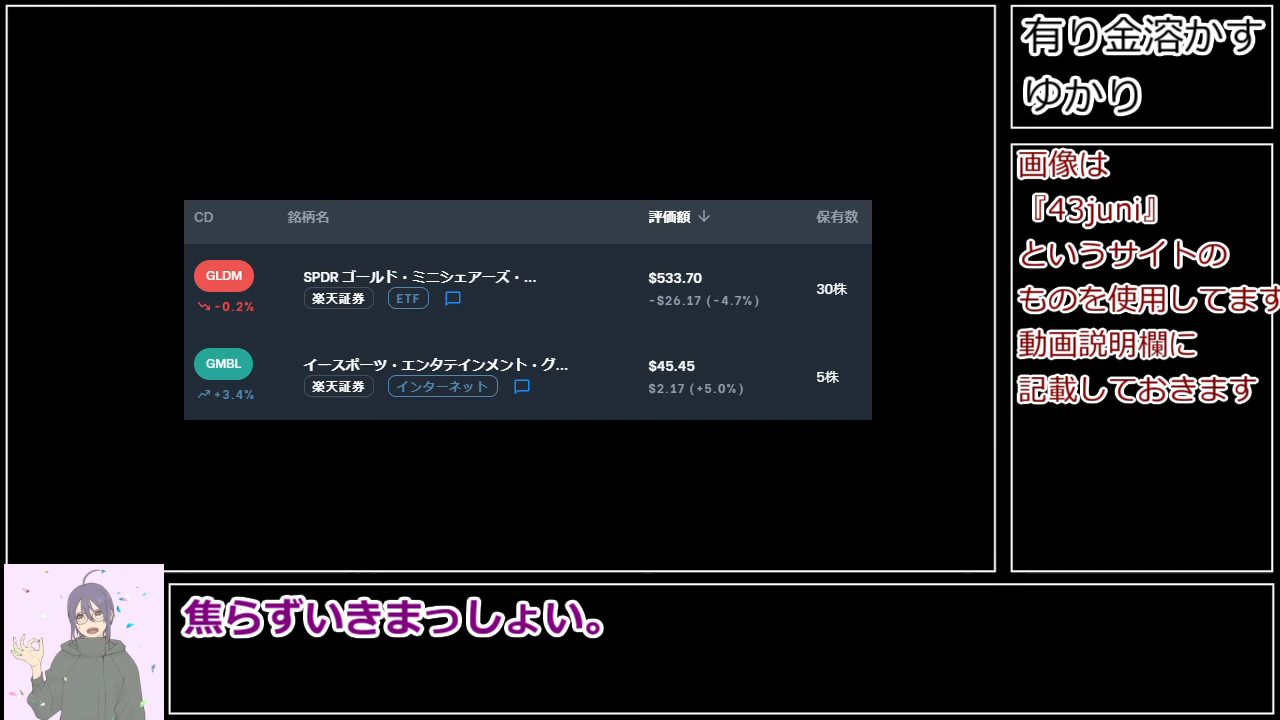 有り金溶かす
ゆかり
画像は
『43juni』
というサイトの
ものを使用してます
動画説明欄に
記載しておきます
CD 銘柄名 評価額 ↓ 保有数
GLDM SPDR ゴールド・ミニシェアーズ・... $533.70 30株
-0.2% 楽天証券 ETF -$26.17 (-4.7%)
GMBL イースポーツ・エンタテインメント・グ... $45.45 5株
+3.4% 楽天証券 インターネット $2.17 (+5.0%)
焦らずいきまっしょい。